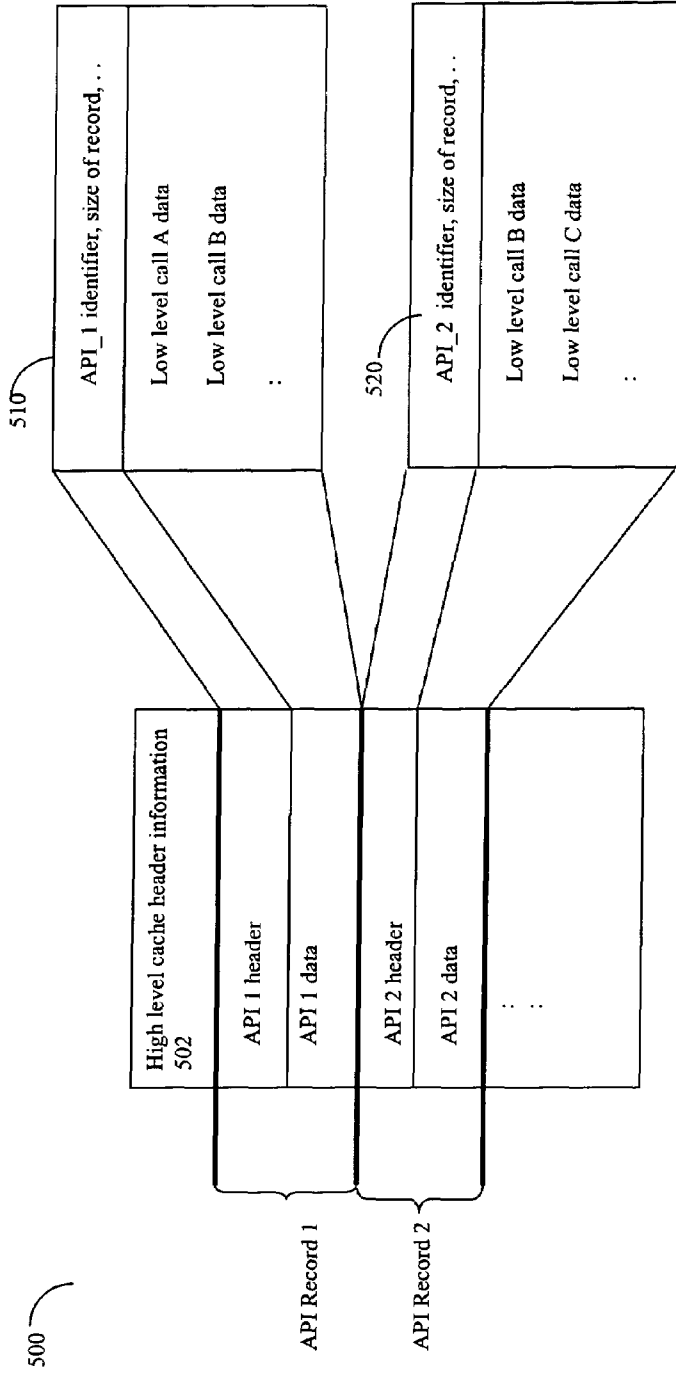 500
High level cache header information
502
API 1 header
API 1 data
API 2 header
API 2 data
: :
API Record 1
API Record 2
510
API_1 identifier, size of record, . .
Low level call A data
Low level call B data
:
520
API_2 identifier, size of record, . .
Low level call B data
Low level call C data
: